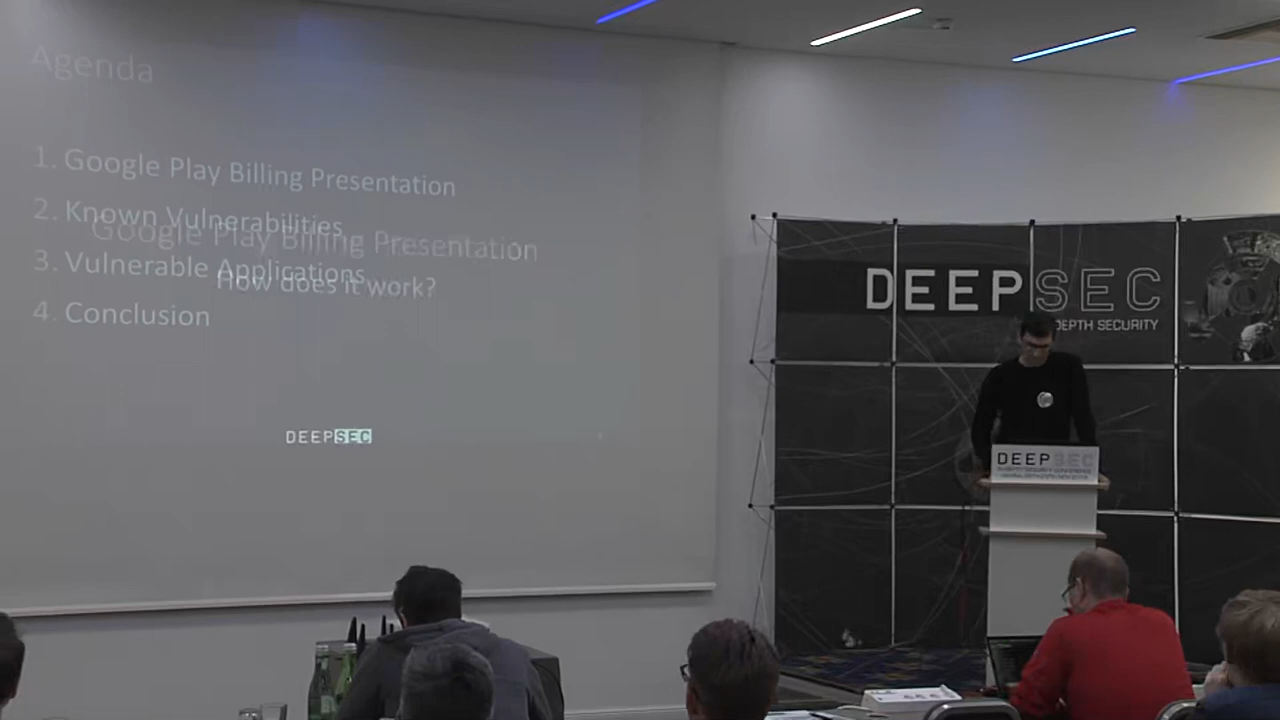 Agenda
1. Google Play Billing Presentation
2. Known Vulnerabilities
Google Play Billing Presentation
3. Vulnerable Applications
How does it work?
4. Conclusion
DEEPSEC
DEEPSEC
DEPTH SECURITY
DEEPSEC